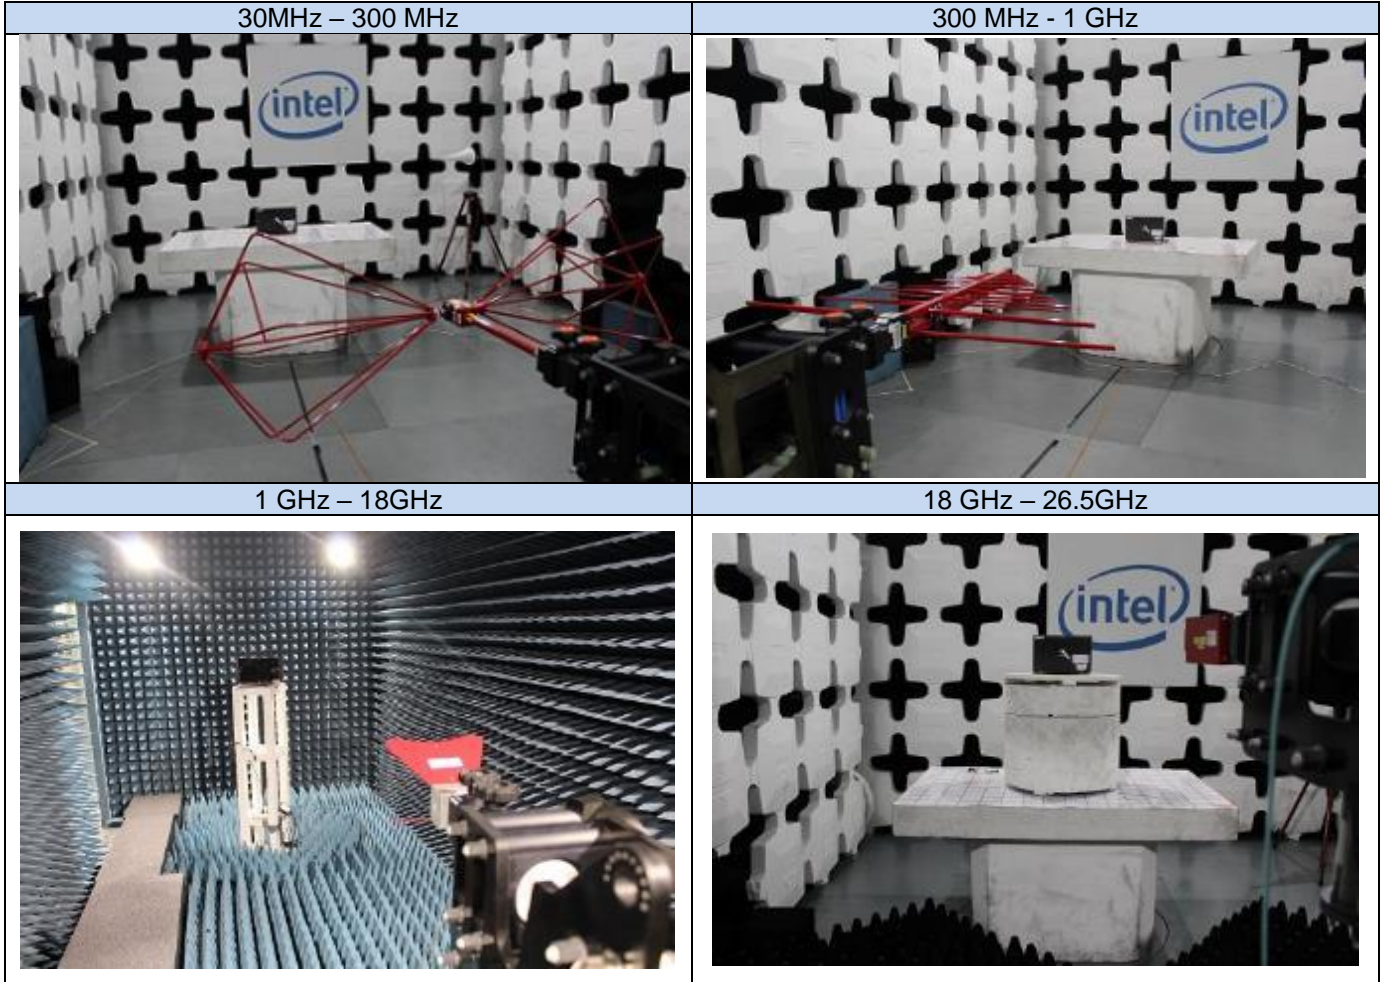 30MHz – 300 MHz
300 MHz - 1 GHz
intel
intel
1 GHz – 18GHz
18 GHz – 26.5GHz
intel